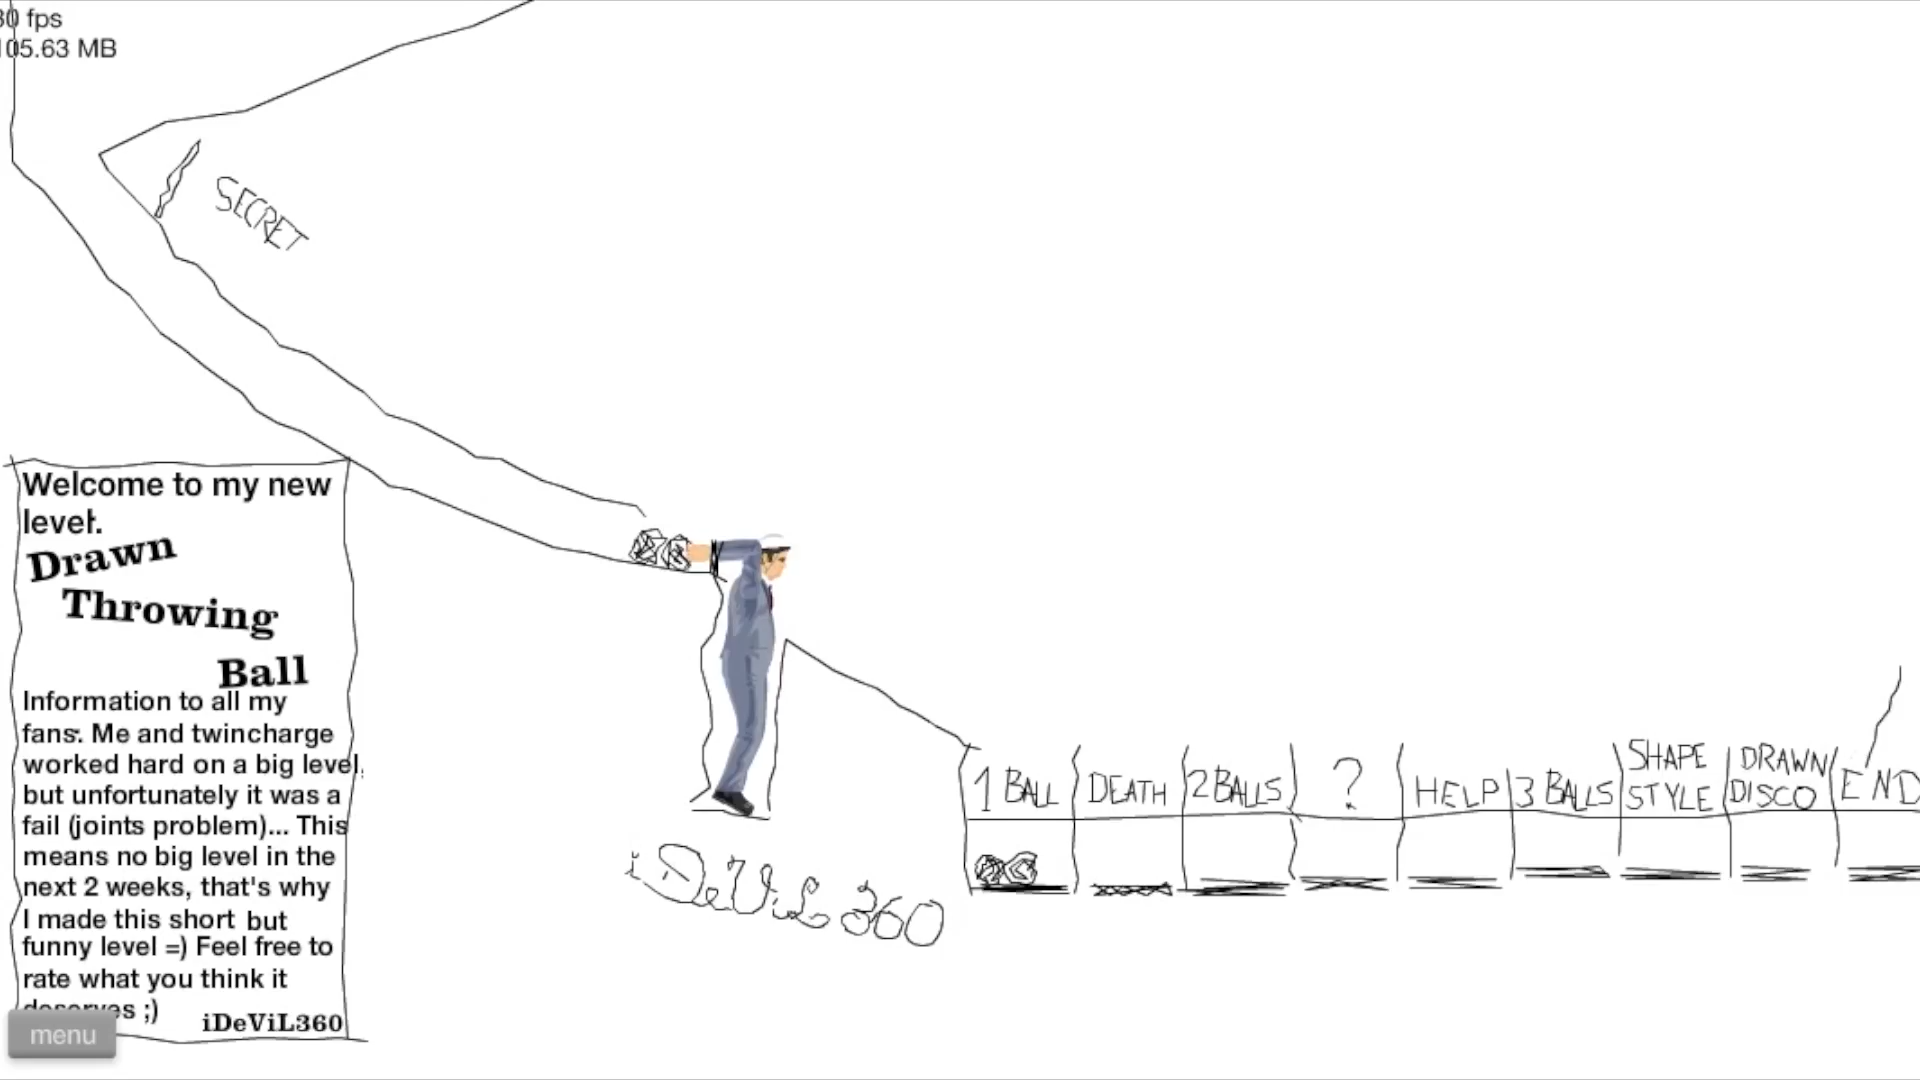 30 fps
105.63 MB
SECRET
Welcome to my new
level.
Drawn
Throwing
Ball
Information to all my
fans: Me and twincharge
worked hard on a big level,
but unfortunately it was a
fail (joints problem)... This
means no big level in the
next 2 weeks, that's why
I made this short but
funny level =) Feel free to
rate what you think it
deserves ;)
iDeViL360
menu
iDeViL 360
1 BALL
DEATH
2 BALLS
?
HELP
3 BALLS
SHAPE
STYLE
DRAWN
DISCO
END